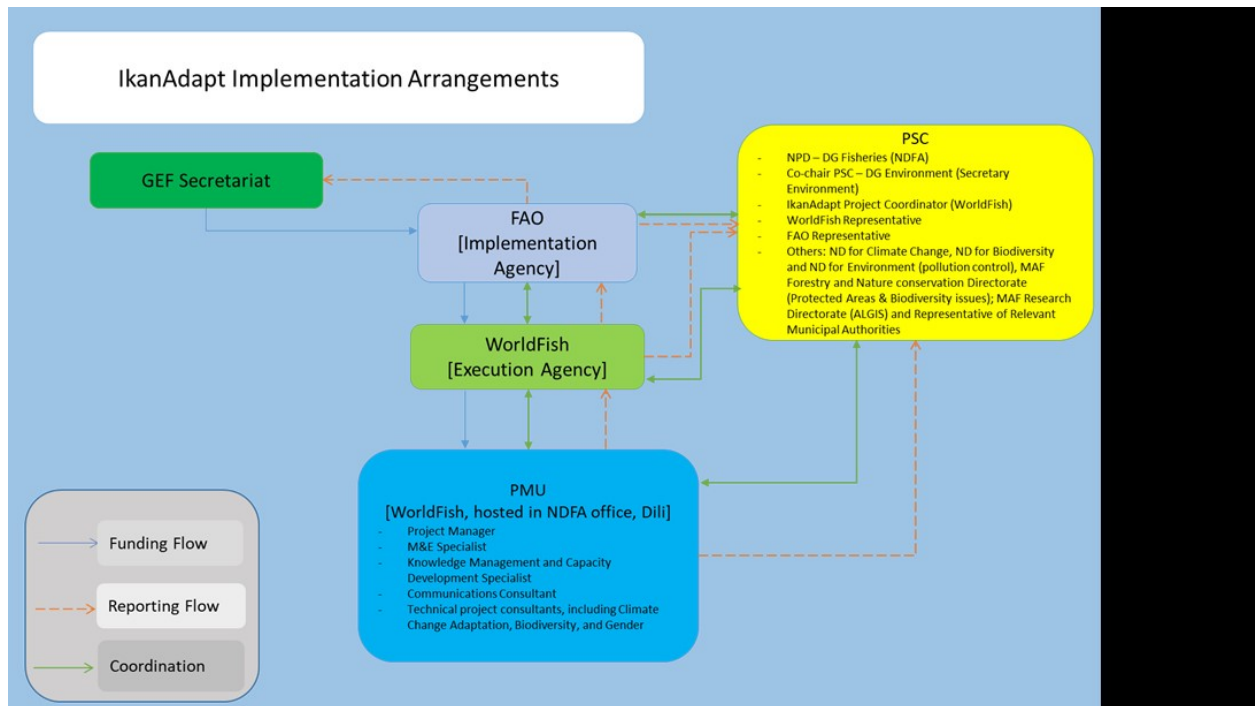 IkanAdapt Implementation Arrangements
GEF Secretariat
FAO
[Implementation
Agency]
WorldFish
[Execution Agency]
PSC
- NPD – DG Fisheries (NDFA)
- Co-chair PSC – DG Environment (Secretary
Environment)
- IkanAdapt Project Coordinator (WorldFish)
- WorldFish Representative
- FAO Representative
- Others: ND for Climate Change, ND for Biodiversity
and ND for Environment (pollution control), MAF
Forestry and Nature conservation Directorate
(Protected Areas & Biodiversity issues); MAF Research
Directorate (ALGIS) and Representative of Relevant
Municipal Authorities
PMU
[WorldFish, hosted in NDFA office, Dili]
- Project Manager
- M&E Specialist
- Knowledge Management and Capacity
Development Specialist
- Communications Consultant
- Technical project consultants, including Climate
Change Adaptation, Biodiversity, and Gender
Funding Flow
Reporting Flow
Coordination